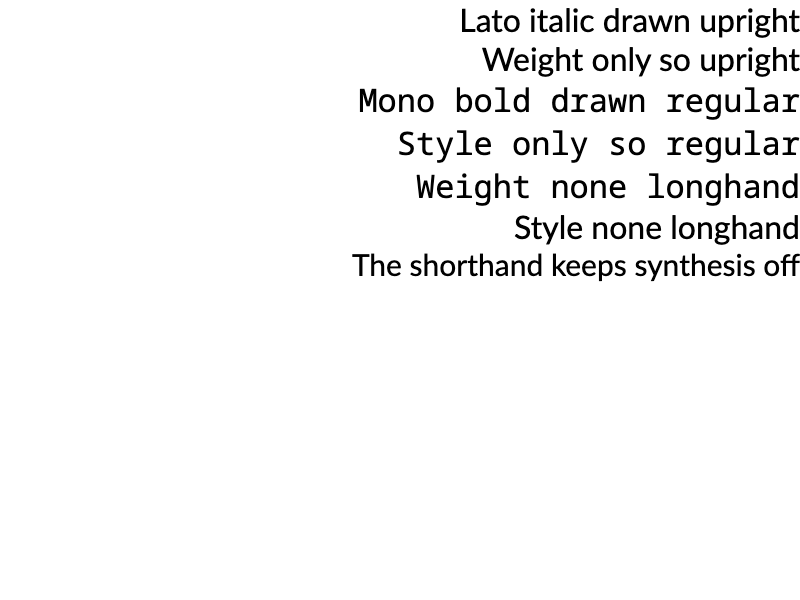 Lato italic drawn upright
Weight only so upright
Mono bold drawn regular
Style only so regular
Weight none longhand
Style none longhand
The shorthand keeps synthesis off